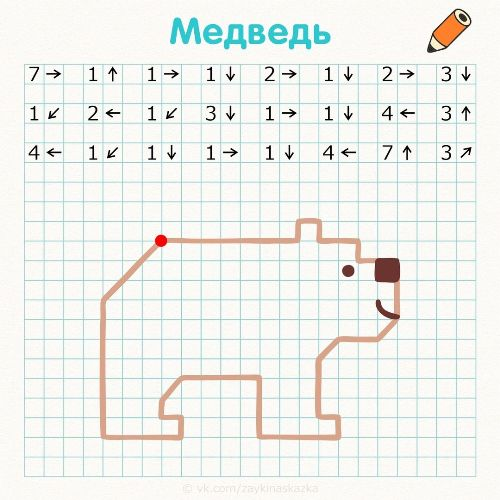 Медведь
7→ 1↑ 1→ 1↓ 2→ 1↓ 2→ 3↓
1↙ 2← 1↙ 3↓ 1→ 1↓ 4← 3↑
4← 1↙ 1↓ 1→ 1↓ 4← 7↑ 3↗
© vk.com/zaykinaskazka